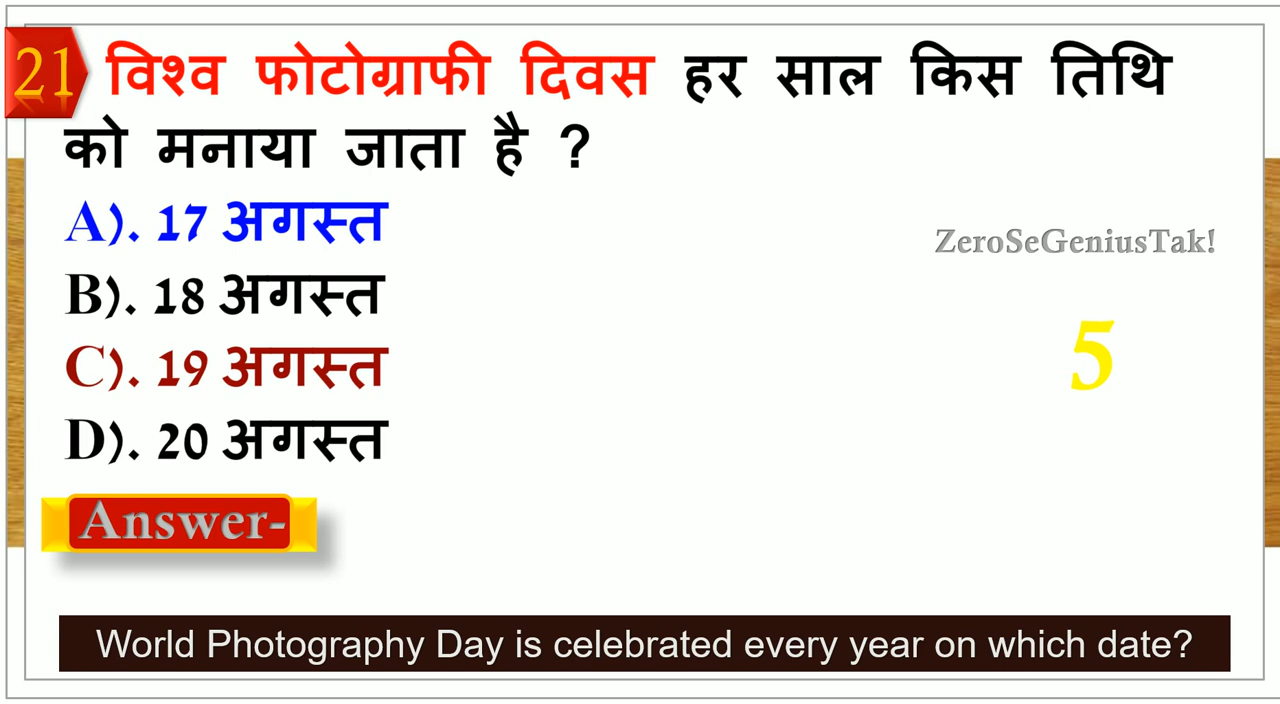 21 विश्व फोटोग्राफी दिवस हर साल किस तिथि
को मनाया जाता है ?
A). 17 अगस्त
ZeroSeGeniusTak!
B). 18 अगस्त
5
C). 19 अगस्त
D). 20 अगस्त
Answer-
World Photography Day is celebrated every year on which date?